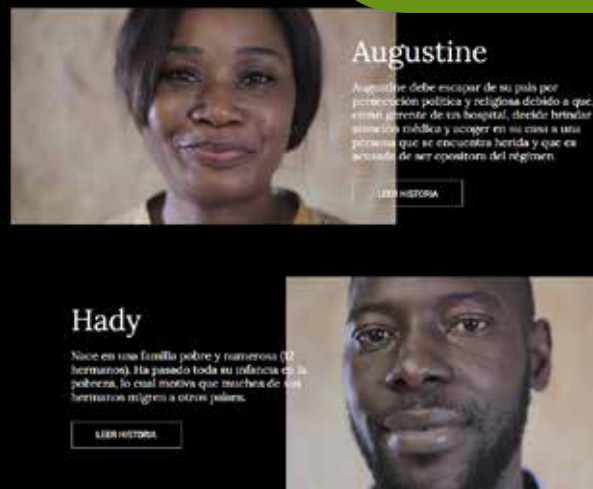 Augustine
Augustine debe escapar de su país por
persecución política y religiosa debido a que,
como gerente de un hospital, decide brindar
atención médica y acoger en su casa a una
persona que se encuentra herida y que es
acusada de ser opositora del régimen.
LEER HISTORIA
Hady
Nace en una familia pobre y numerosa (12
hermanos). Ha pasado toda su infancia en la
pobreza, lo cual motiva que muchos de sus
hermanos migren a otros países.
LEER HISTORIA